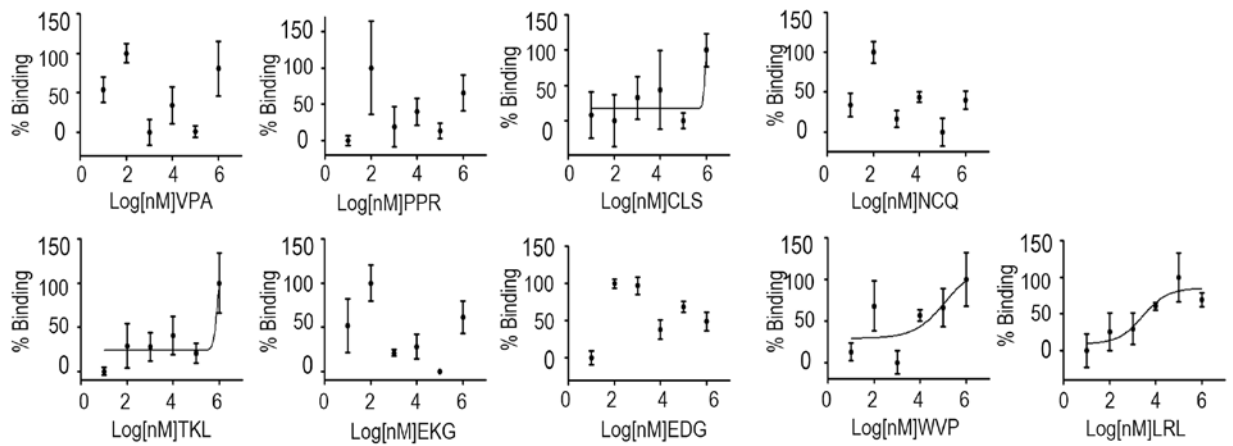 150
100
50
0
% Binding
0 2 4 6
Log[nM]VPA
150
100
50
0
% Binding
0 2 4 6
Log[nM]PPR
150
100
50
0
% Binding
0 2 4 6
Log[nM]CLS
150
100
50
0
% Binding
0 2 4 6
Log[nM]NCQ
150
100
50
0
% Binding
0 2 4 6
Log[nM]TKL
150
100
50
0
% Binding
0 2 4 6
Log[nM]EKG
150
100
50
0
% Binding
0 2 4 6
Log[nM]EDG
150
100
50
0
% Binding
0 2 4 6
Log[nM]WVP
150
100
50
0
% Binding
0 2 4 6
Log[nM]LRL